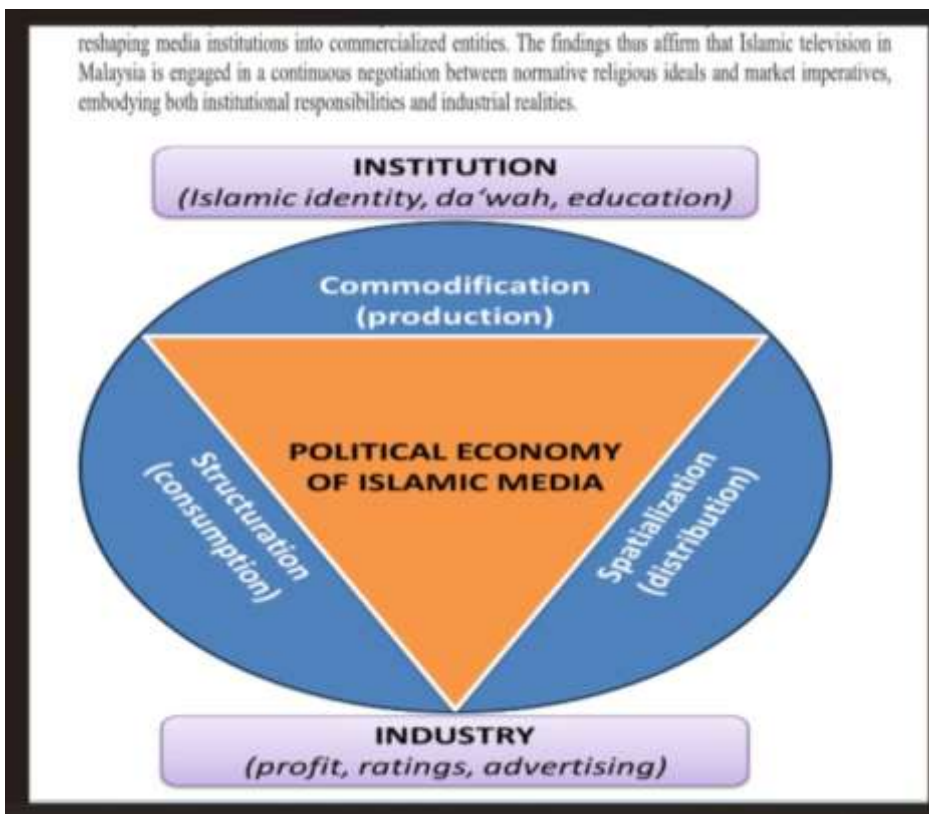 reshaping media institutions into commercialized entities. The findings thus affirm that Islamic television in
Malaysia is engaged in a continuous negotiation between normative religious ideals and market imperatives,
embodying both institutional responsibilities and industrial realities.
INSTITUTION
(Islamic identity, da‘wah, education)
Commodification
(production)
Structuration
(consumption)
POLITICAL ECONOMY
OF ISLAMIC MEDIA
Spatialization
(distribution)
INDUSTRY
(profit, ratings, advertising)